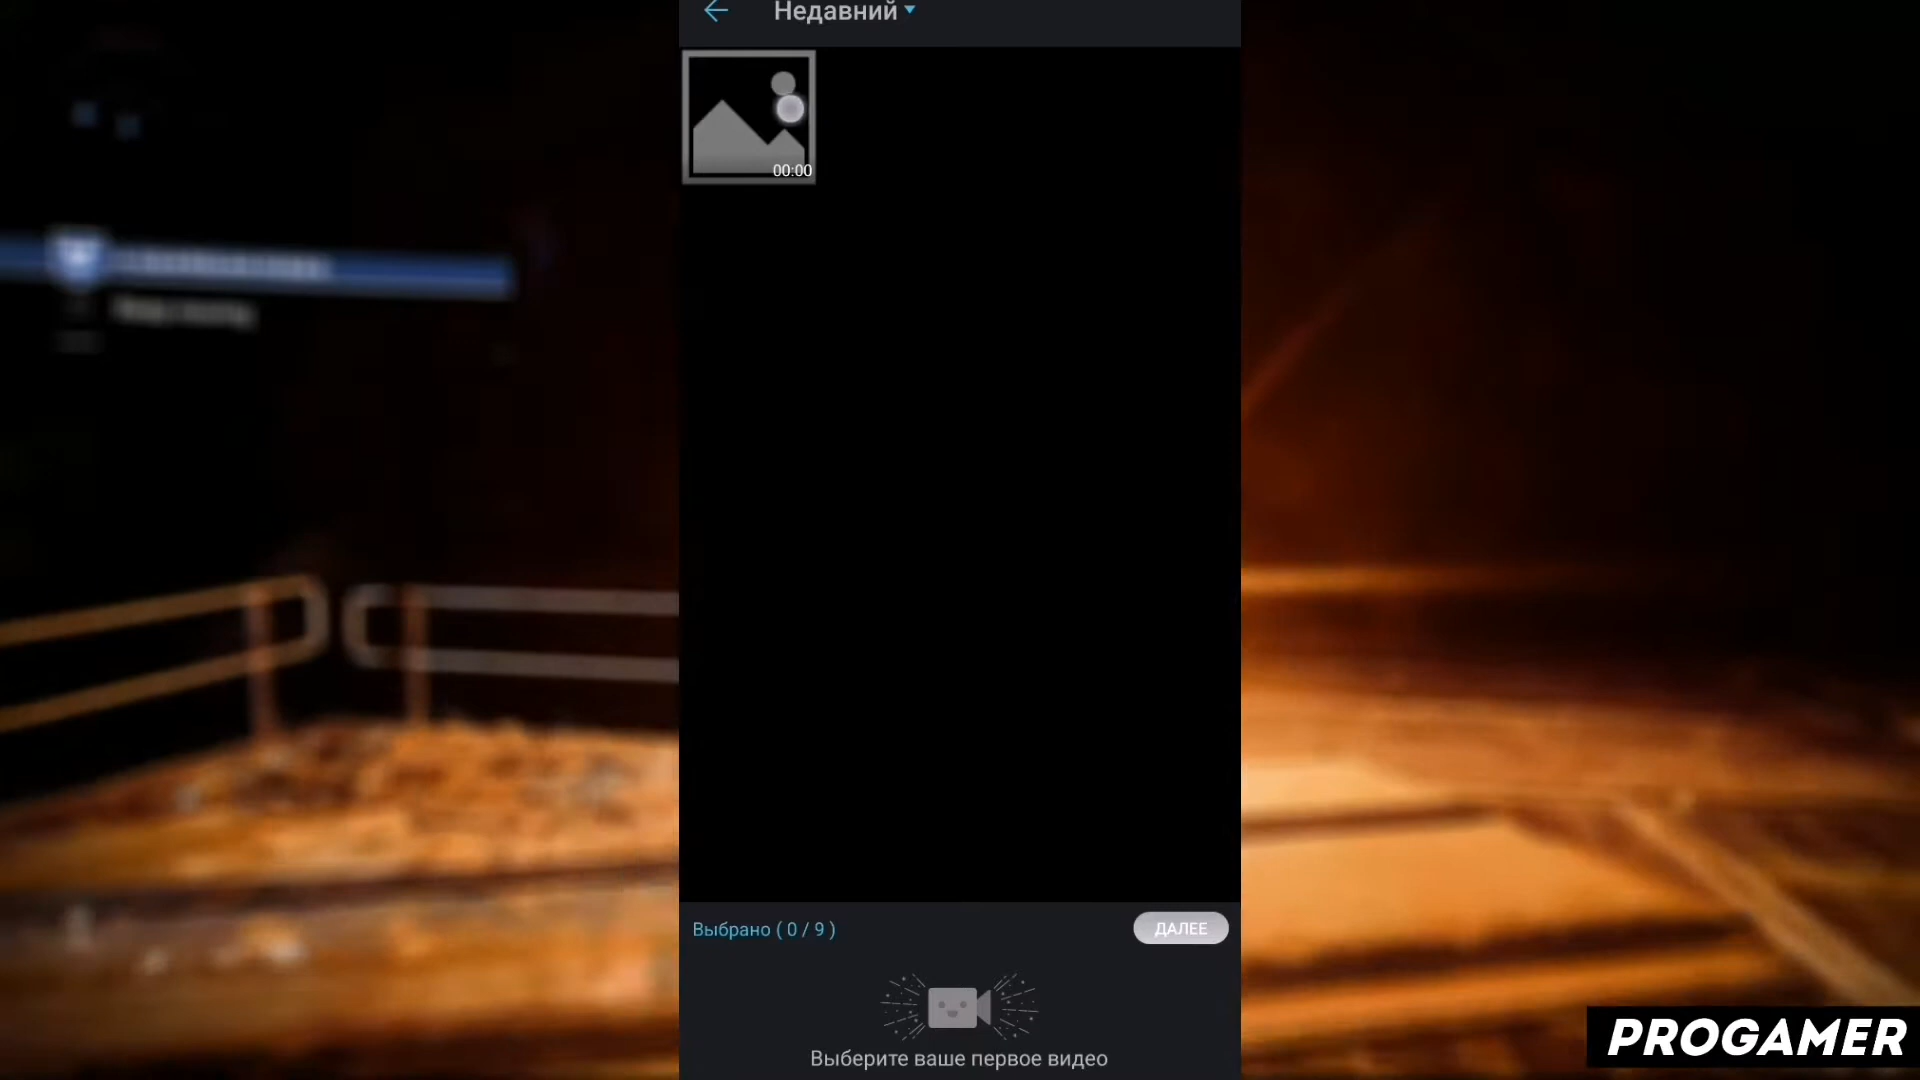 Недавний
00:00
Выбрано ( 0 / 9 )
ДАЛЕЕ
Выберите ваше первое видео
PROGAMER